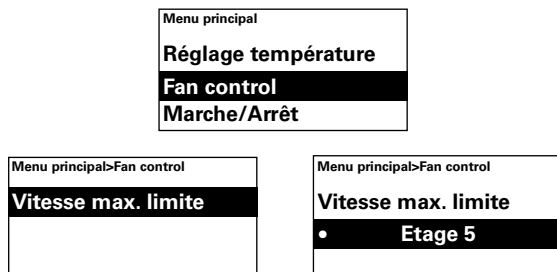 Menu principal
Réglage température
Fan control
Marche/Arrêt
Menu principal>Fan control
Vitesse max. limite
Menu principal>Fan control
Vitesse max. limite
• Etage 5